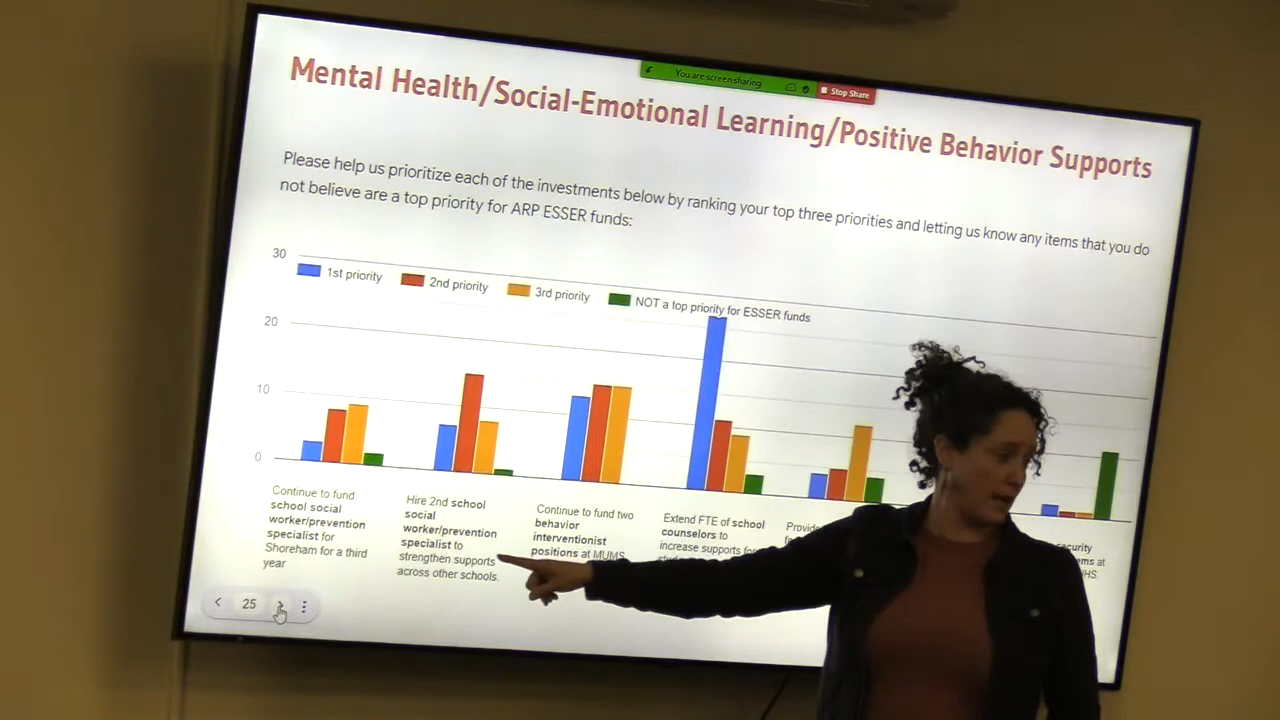 You are screen sharing
Stop Share
Mental Health/Social-Emotional Learning/Positive Behavior Supports
Please help us prioritize each of the investments below by ranking your top three priorities and letting us know any items that you do
not believe are a top priority for ARP ESSER funds:
30
1st priority
2nd priority
3rd priority
NOT a top priority for ESSER funds
20
10
0
Continue to fund
school social
worker/prevention
specialist for
Shoreham for a third
year
Hire 2nd school
social
worker/prevention
specialist to
strengthen supports
across other schools.
Continue to fund two
behavior
interventionist
positions at MUMS
Extend FTE of school
counselors to
increase supports
security
at
25